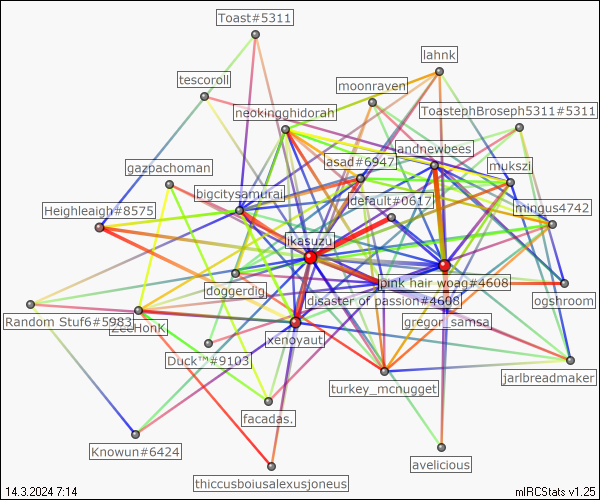 Toast#5311
lahnk
tescoroll
moonraven
neokingghidorah
ToastephBroseph5311#5311
landnewbees
asad#6947
gazpachoman
mukszi
bigcitysamurai
default#0617
Heighleaigh#8575
mingus4742
ikasuzu
doggerdig
pink hair woag#4608
disaster of passion#4608
ogshroom
Random Stuf6#5983
ZeeHonK
gregor_samsa
xenoyaut
Duck™#9103
jarlbreadmaker
turkey_mcnugget
facadas.
Knowun#6424
avelicious
thiccusboiusalexusjoneus
14.3.2024 7:14
mIRCStats v1.25